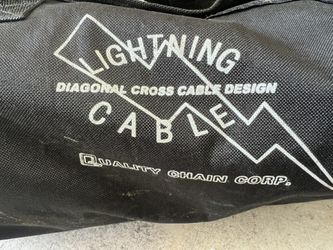 LIGHTNING
DIAGONAL CROSS CABLE DESIGN
CABLE
QUALITY CHAIN CORP.